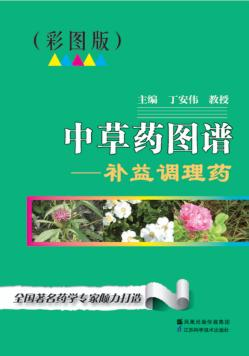 （彩图版）
主编 丁安伟 教授
中草药图谱
——补益调理药
全国著名药学专家倾力打造
凤凰出版传媒集团
江苏科学技术出版社